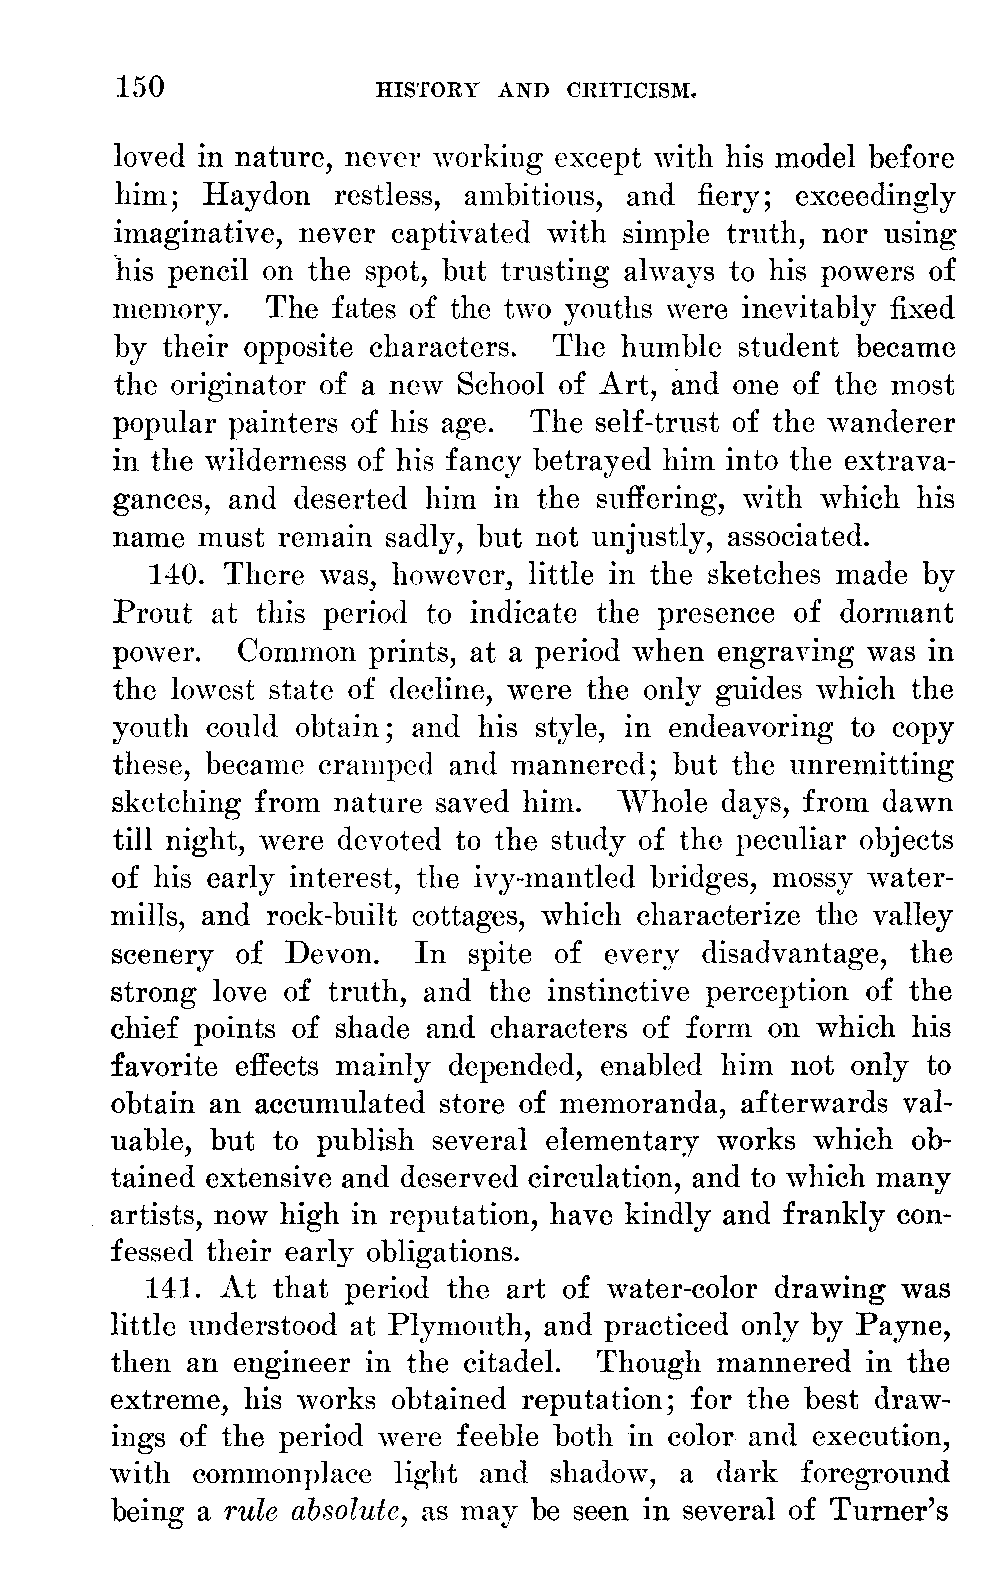 150 HISTORY AND CRITICISM.
loved in nature, never working except with his model before
him; Haydon restless, ambitious, and fiery; exceedingly
imaginative, never captivated with simple truth, nor using
his pencil on the spot, but trusting always to his powers of
memory. The fates of the two youths were inevitably fixed
by their opposite characters. The humble student became
the originator of a new School of Art, and one of the most
popular painters of his age. The self-trust of the wanderer
in the wilderness of his fancy betrayed him into the extrava-
gances, and deserted him in the suffering, with which his
name must remain sadly, but not unjustly, associated.
140. There was, however, little in the sketches made by
Prout at this period to indicate the presence of dormant
power. Common prints, at a period when engraving was in
the lowest state of decline, were the only guides which the
youth could obtain; and his style, in endeavoring to copy
these, became cramped and mannered; but the unremitting
sketching from nature saved him. Whole days, from dawn
till night, were devoted to the study of the peculiar objects
of his early interest, the ivy-mantled bridges, mossy water-
mills, and rock-built cottages, which characterize the valley
scenery of Devon. In spite of every disadvantage, the
strong love of truth, and the instinctive perception of the
chief points of shade and characters of form on which his
favorite effects mainly depended, enabled him not only to
obtain an accumulated store of memoranda, afterwards val-
uable, but to publish several elementary works which ob-
tained extensive and deserved circulation, and to which many
artists, now high in reputation, have kindly and frankly con-
fessed their early obligations.
141. At that period the art of water-color drawing was
little understood at Plymouth, and practiced only by Payne,
then an engineer in the citadel. Though mannered in the
extreme, his works obtained reputation; for the best draw-
ings of the period were feeble both in color and execution,
with commonplace light and shadow, a dark foreground
being a rule absolute, as may be seen in several of Turner's